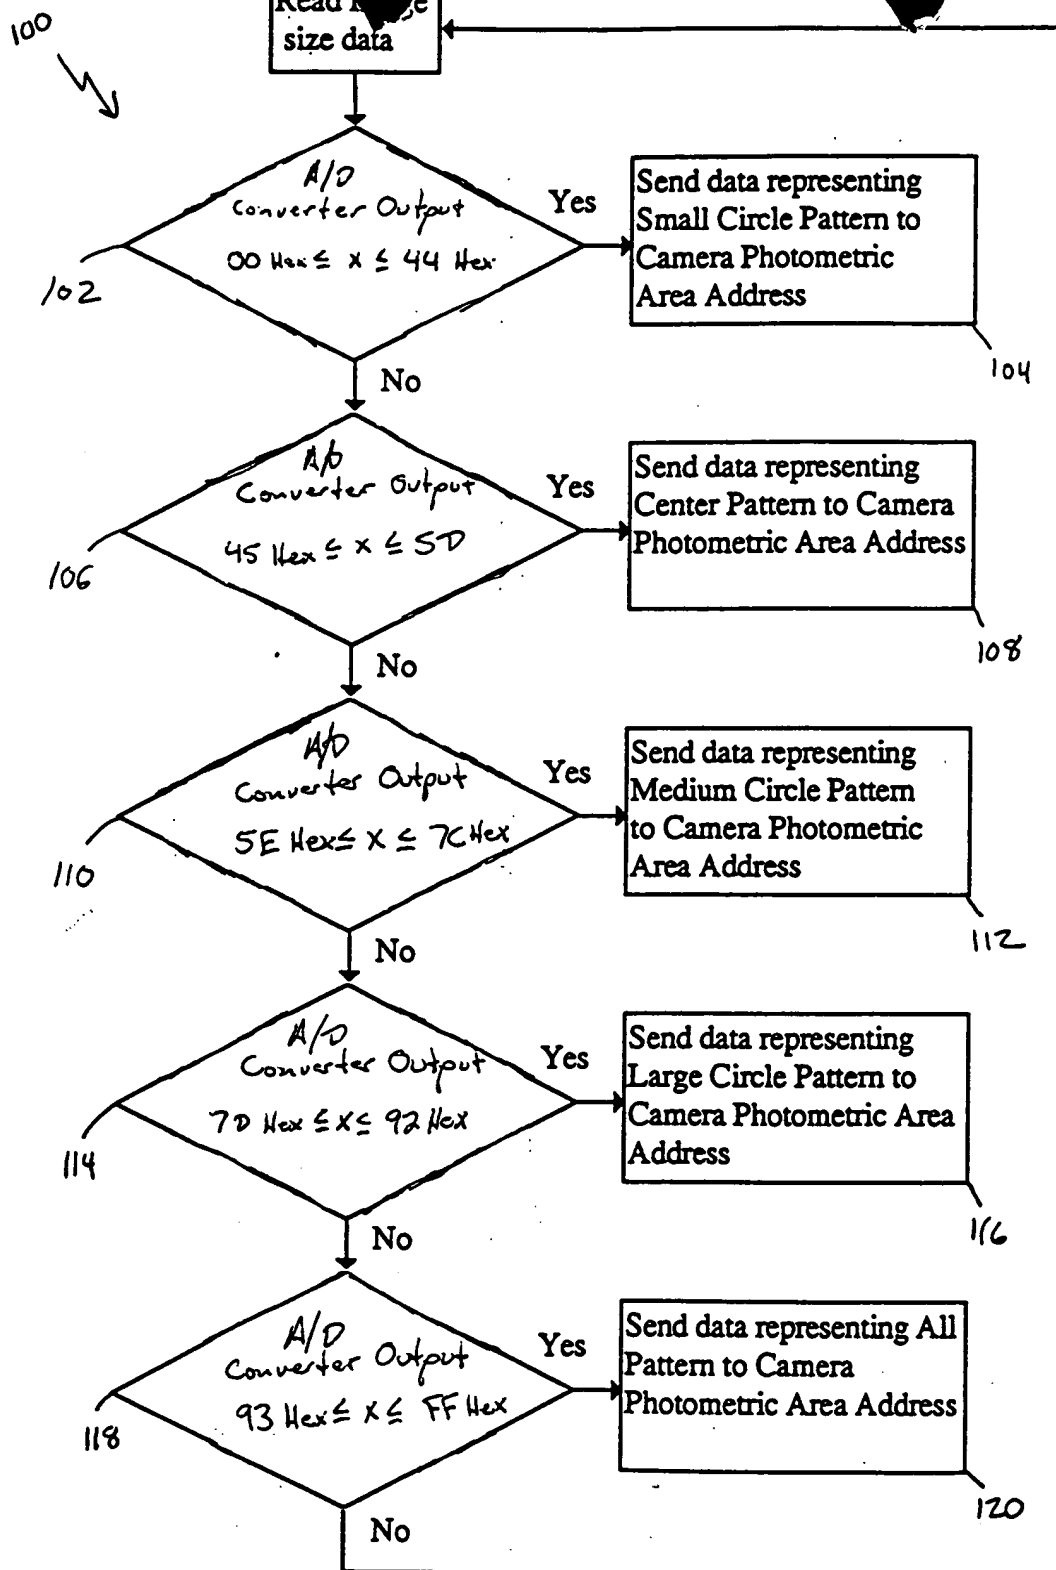 100
Read
size data
A/D
Converter Output
00 Hex ≤ x ≤ 44 Hex
Yes
Send data representing
Small Circle Pattern to
Camera Photometric
Area Address
102
104
No
A/D
Converter Output
45 Hex ≤ x ≤ 5D
Yes
Send data representing
Center Pattern to Camera
Photometric Area Address
106
108
No
A/D
Converter Output
5E Hex ≤ x ≤ 7C Hex
Yes
Send data representing
Medium Circle Pattern
to Camera Photometric
Area Address
110
112
No
A/D
Converter Output
7D Hex ≤ x ≤ 92 Hex
Yes
Send data representing
Large Circle Pattern to
Camera Photometric Area
Address
114
116
No
A/D
Converter Output
93 Hex ≤ x ≤ FF Hex
Yes
Send data representing All
Pattern to Camera
Photometric Area Address
118
120
No